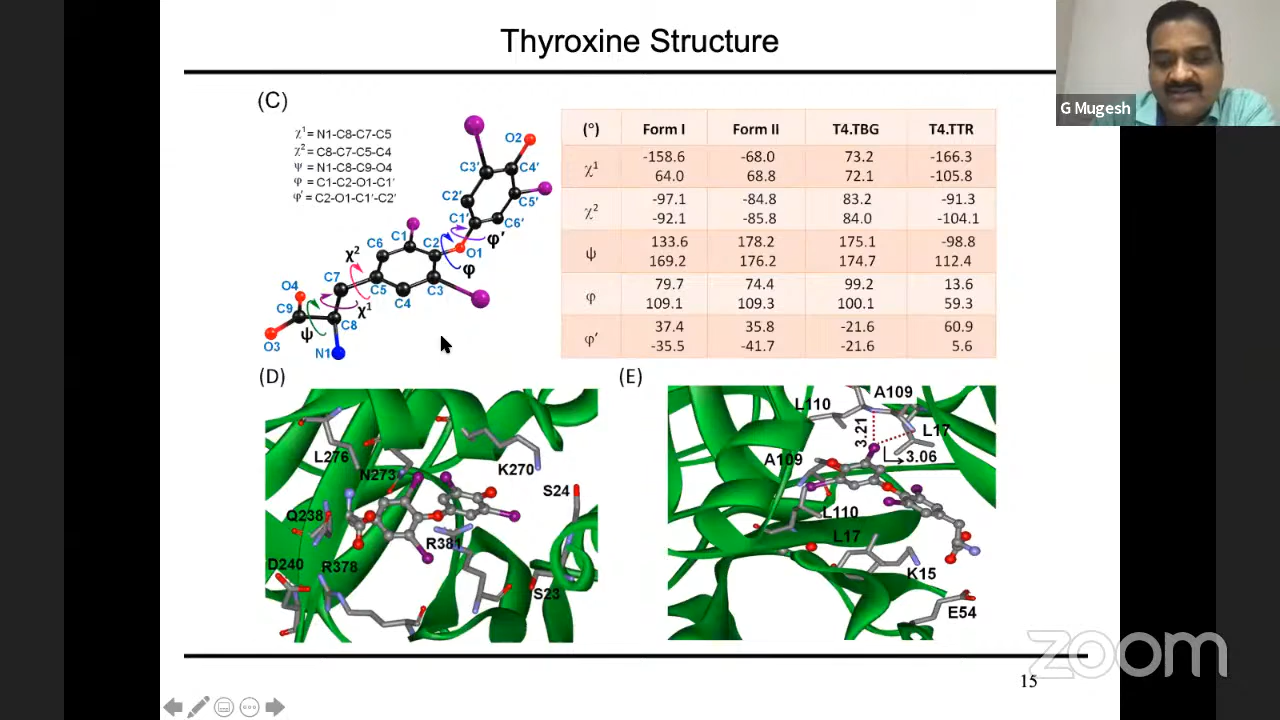 Thyroxine Structure
G Mugesh
(C)
χ¹ = N1-C8-C7-C5
χ² = C8-C7-C5-C4
ψ = N1-C8-C9-O4
φ = C1-C2-O1-C1′
φ′ = C2-O1-C1′-C2′
O2
C3′
C4′
C2′
C5′
C1′
C6′
φ′
C1
C6
C2
O1
φ
χ²
C7
C5
C4
C3
O4
χ¹
C9
ψ
C8
O3
N1
(°) Form I Form II T4.TBG T4.TTR
χ¹ -158.6 -68.0 73.2 -166.3
64.0 68.8 72.1 -105.8
χ² -97.1 -84.8 83.2 -91.3
-92.1 -85.8 84.0 -104.1
ψ 133.6 178.2 175.1 -98.8
169.2 176.2 174.7 112.4
φ 79.7 74.4 99.2 13.6
109.1 109.3 100.1 59.3
φ′ 37.4 35.8 -21.6 60.9
-35.5 -41.7 -21.6 5.6
(D)
L276
N273
K270
S24
Q238
R381
D240
R378
S23
(E)
A109
L110
L17
3.21
3.06
A109
L110
L17
K15
E54
zoom
15